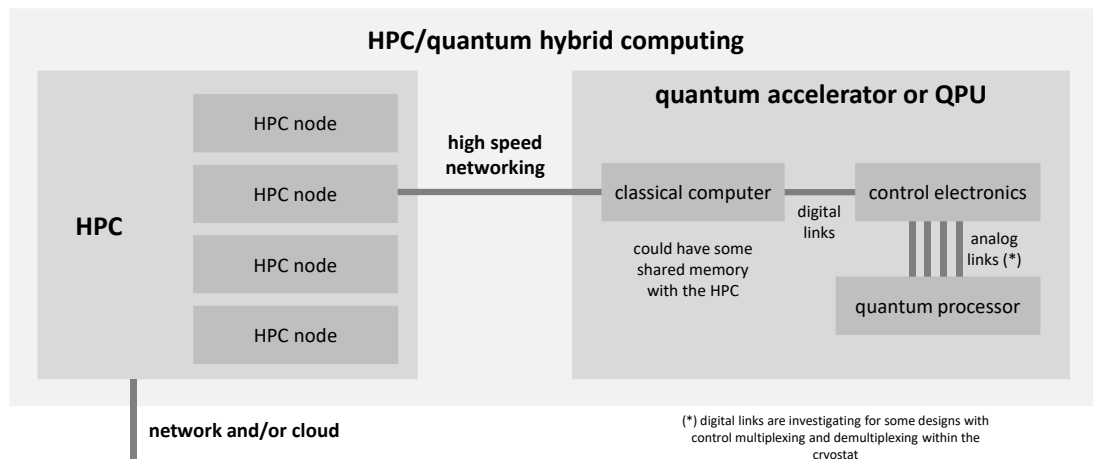 HPC/quantum hybrid computing
HPC
HPC node
HPC node
HPC node
HPC node
high speed
networking
quantum accelerator or QPU
classical computer
digital
links
control electronics
could have some
shared memory
with the HPC
analog
links (*)
quantum processor
network and/or cloud
(*) digital links are investigating for some designs with
control multiplexing and demultiplexing within the
cryostat